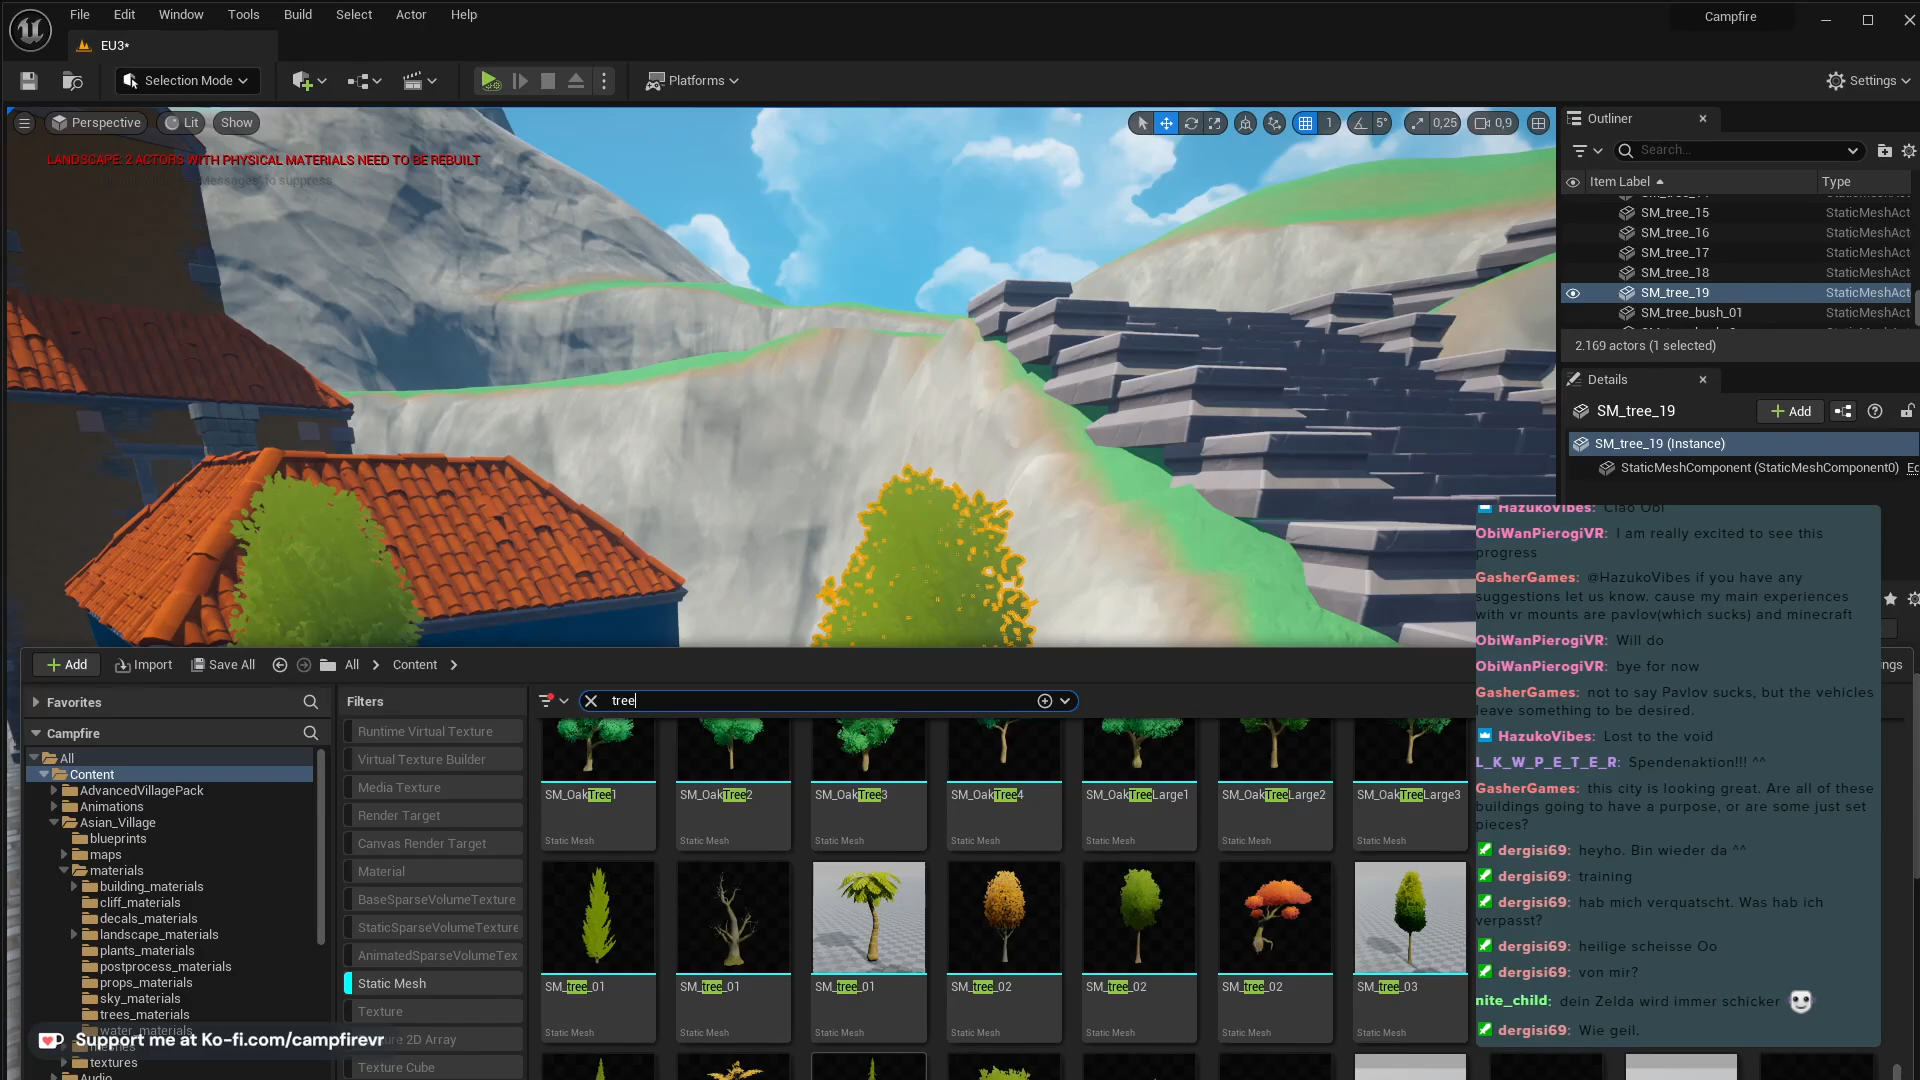 File Edit Window Tools Build Select Actor Help
Campfire
EU3*
Selection Mode
Platforms
Settings
Perspective Lit Show
1 5° 0,25 0,9
LANDSCAPE: 2 ACTORS WITH PHYSICAL MATERIALS NEED TO BE REBUILT
Messages' to suppress
Outliner
Search...
Item Label Type
SM_tree_15 StaticMeshAct
SM_tree_16 StaticMeshAct
SM_tree_17 StaticMeshAct
SM_tree_18 StaticMeshAct
SM_tree_19 StaticMeshAct
SM_tree_bush_01 StaticMeshAct
2.169 actors (1 selected)
Details
SM_tree_19
Add
SM_tree_19 (Instance)
StaticMeshComponent (StaticMeshComponent0) Ec
HazukoVibes: Ciao Obi
ObiWanPierogiVR: I am really excited to see this
progress
GasherGames: @HazukoVibes if you have any
suggestions let us know. cause my main experiences
with vr mounts are pavlov(which sucks) and minecraft
ObiWanPierogiVR: Will do
ObiWanPierogiVR: bye for now
GasherGames: not to say Pavlov sucks, but the vehicles
leave something to be desired.
HazukoVibes: Lost to the void
L_K_W_P_E_T_E_R: Spendenaktion!!! ^^
GasherGames: this city is looking great. Are all of these
buildings going to have a purpose, or are some just set
pieces?
dergisi69: heyho. Bin wieder da ^^
dergisi69: training
dergisi69: hab mich verquatscht. Was hab ich
verpasst?
dergisi69: heilige scheisse Oo
dergisi69: von mir?
nite_child: dein Zelda wird immer schicker
dergisi69: Wie geil.
ngs
Add Import Save All All Content
Favorites
Campfire
All
Content
AdvancedVillagePack
Animations
Asian_Village
blueprints
maps
materials
building_materials
cliff_materials
decals_materials
landscape_materials
plants_materials
postprocess_materials
props_materials
sky_materials
trees_materials
water_materials
textures
Audio
Support me at Ko-fi.com/campfirevr
Filters
Runtime Virtual Texture
Virtual Texture Builder
Media Texture
Render Target
Canvas Render Target
Material
BaseSparseVolumeTexture
StaticSparseVolumeTexture
AnimatedSparseVolumeTex
Static Mesh
Texture
2D Array
Texture Cube
tree
SM_OakTree1 SM_OakTree2 SM_OakTree3 SM_OakTree4 SM_OakTreeLarge1 SM_OakTreeLarge2 SM_OakTreeLarge3
Static Mesh Static Mesh Static Mesh Static Mesh Static Mesh Static Mesh Static Mesh
SM_tree_01 SM_tree_01 SM_tree_01 SM_tree_02 SM_tree_02 SM_tree_02 SM_tree_03
Static Mesh Static Mesh Static Mesh Static Mesh Static Mesh Static Mesh Static Mesh